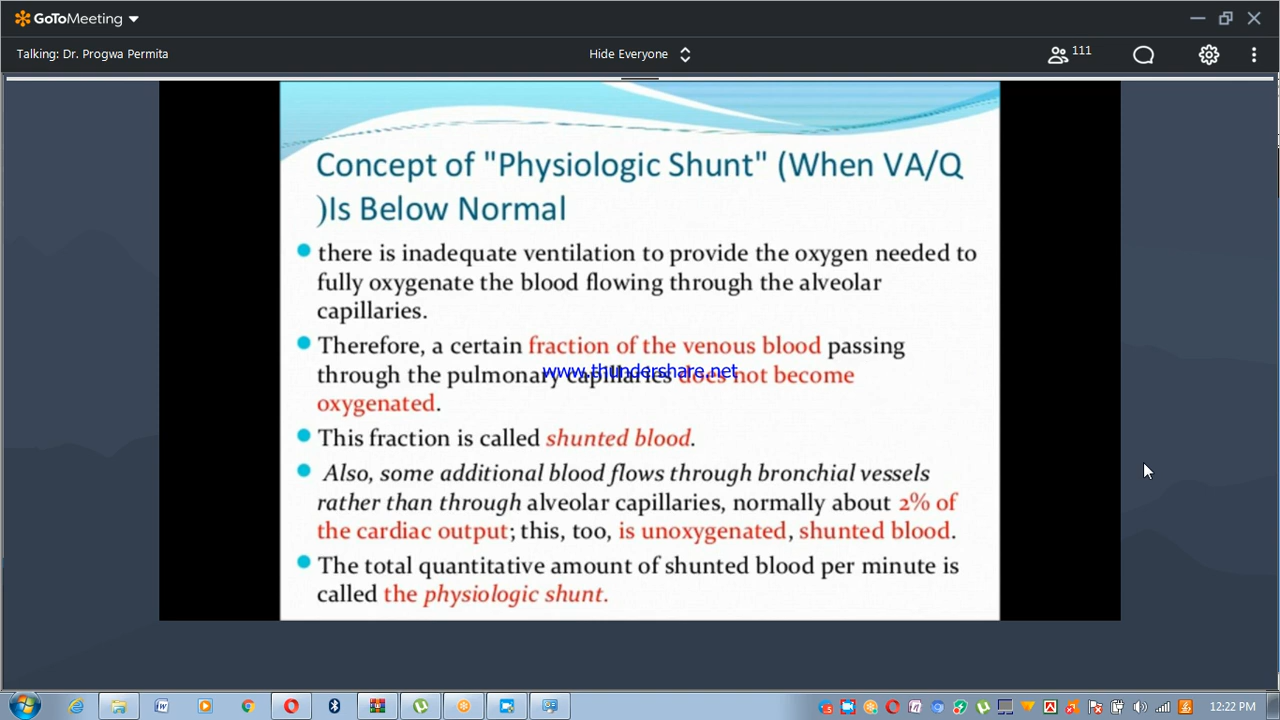 GoToMeeting
Talking: Dr. Progwa Permita
Hide Everyone
111
Concept of "Physiologic Shunt" (When VA/Q
)Is Below Normal
there is inadequate ventilation to provide the oxygen needed to
fully oxygenate the blood flowing through the alveolar
capillaries.
Therefore, a certain fraction of the venous blood passing
through the pulmonary capillaries does not become
www.thundershare.net
oxygenated.
This fraction is called shunted blood.
Also, some additional blood flows through bronchial vessels
rather than through alveolar capillaries, normally about 2% of
the cardiac output; this, too, is unoxygenated, shunted blood.
The total quantitative amount of shunted blood per minute is
called the physiologic shunt.
12:22 PM